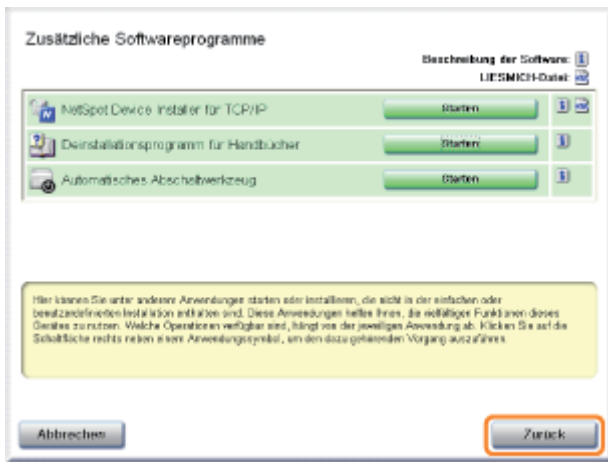 Zusätzliche Softwareprogramme
Beschreibung der Software:
LIESMICH-Datei:
NetSpot Device Installer für TCP/IP
Starten
Deinstallationsprogramm für Handbücher
Starten
Automatisches Abschaltwerkzeug
Starten
Hier können Sie unter anderem Anwendungen starten oder installieren, die nicht in der einfachen oder
benutzerdefinierten Installation enthalten sind. Diese Anwendungen helfen Ihnen, die vielfältigen Funktionen dieses
Gerätes zu nutzen. Welche Operationen verfügbar sind, hängt von der jeweiligen Anwendung ab. Klicken Sie auf die
Schaltfläche rechts neben einem Anwendungssymbol, um den dazu gehörenden Vorgang auszuführen.
Abbrechen
Zurück